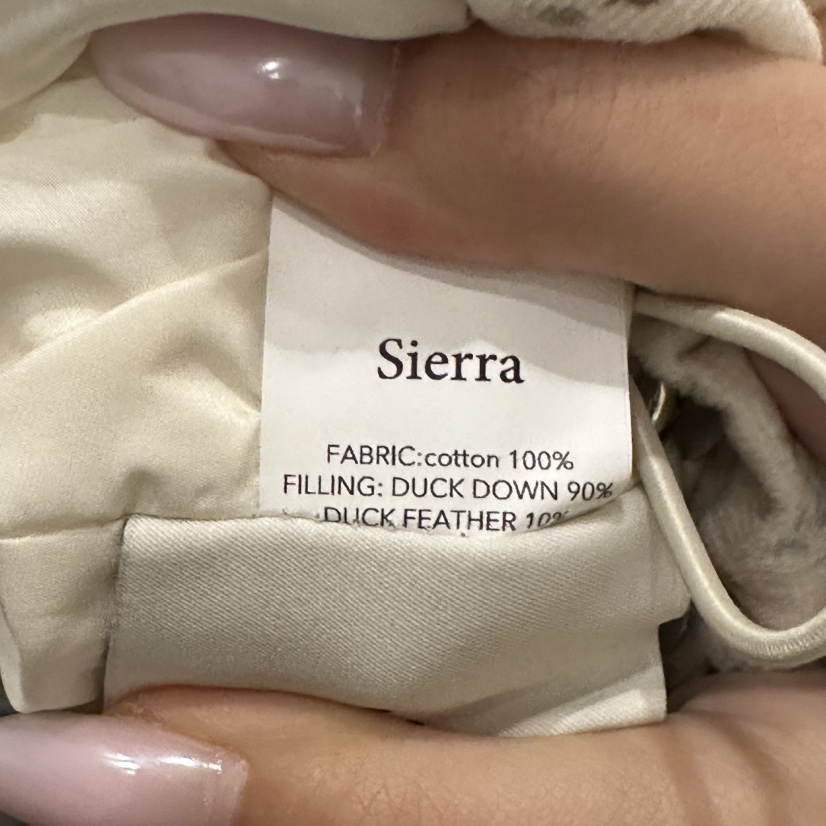 Sierra
FABRIC:cotton 100%
FILLING: DUCK DOWN 90%
DUCK FEATHER 10%